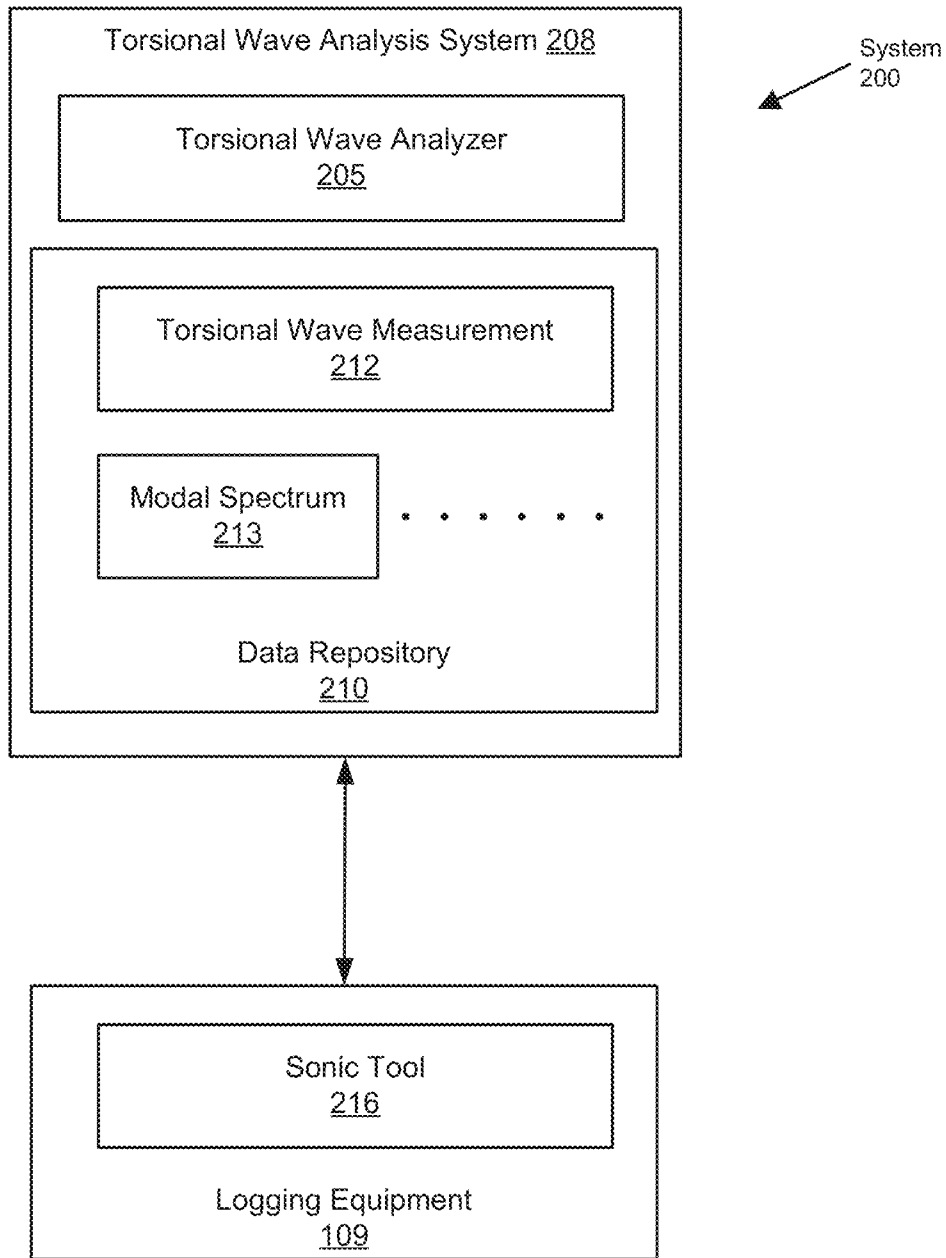 Torsional Wave Analysis System 208
System
200
Torsional Wave Analyzer
205
Torsional Wave Measurement
212
Modal Spectrum
213
Data Repository
210
Sonic Tool
216
Logging Equipment
109